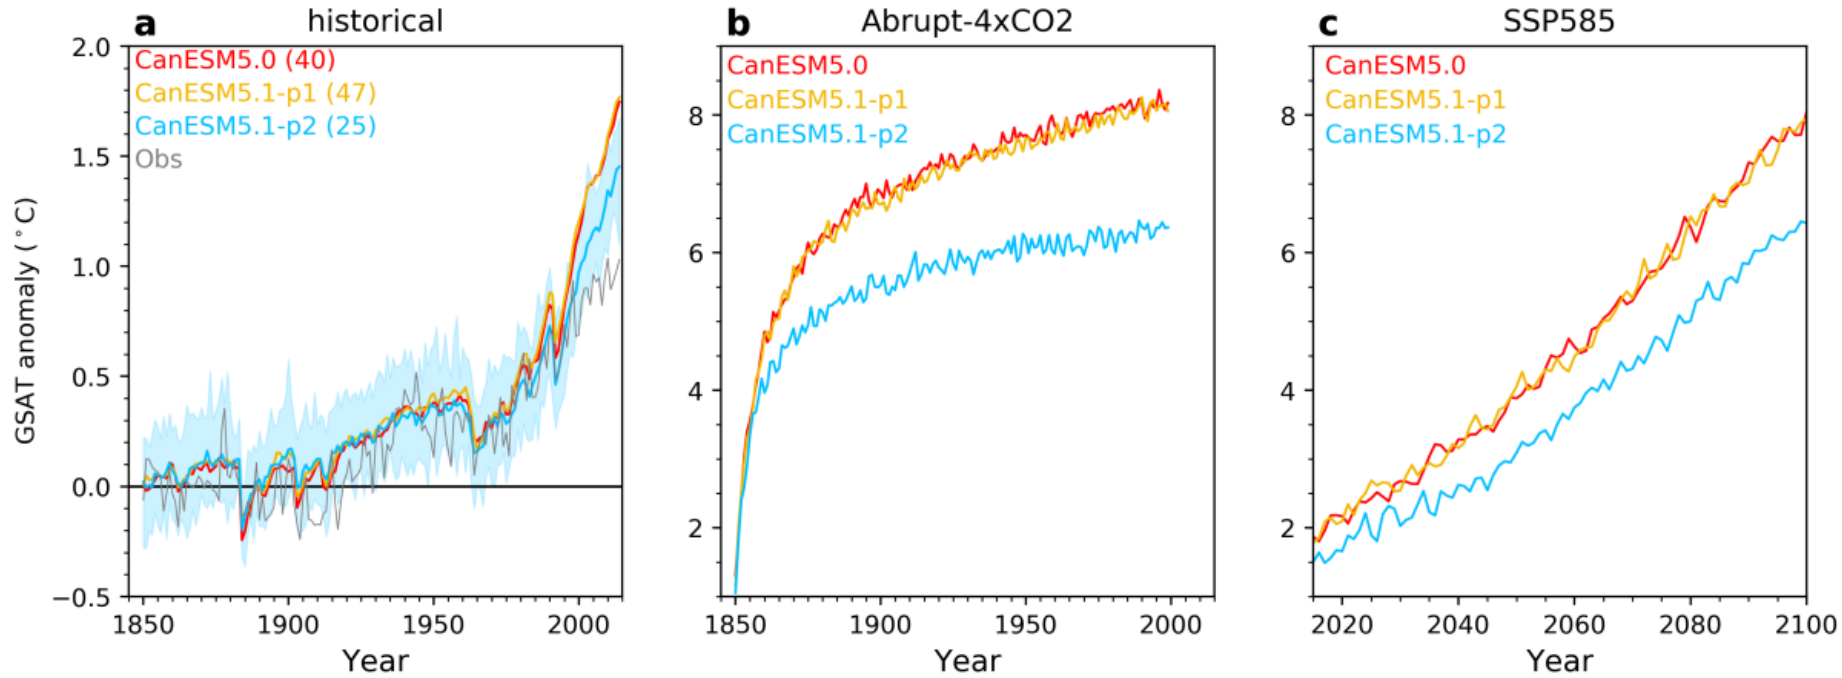 a historical
CanESM5.0 (40)
CanESM5.1-p1 (47)
CanESM5.1-p2 (25)
Obs
GSAT anomaly (°C)
2.0
1.5
1.0
0.5
0.0
−0.5
1850 1900 1950 2000
Year
b Abrupt-4xCO2
CanESM5.0
CanESM5.1-p1
CanESM5.1-p2
8
6
4
2
1850 1900 1950 2000
Year
c SSP585
CanESM5.0
CanESM5.1-p1
CanESM5.1-p2
8
6
4
2
2020 2040 2060 2080 2100
Year